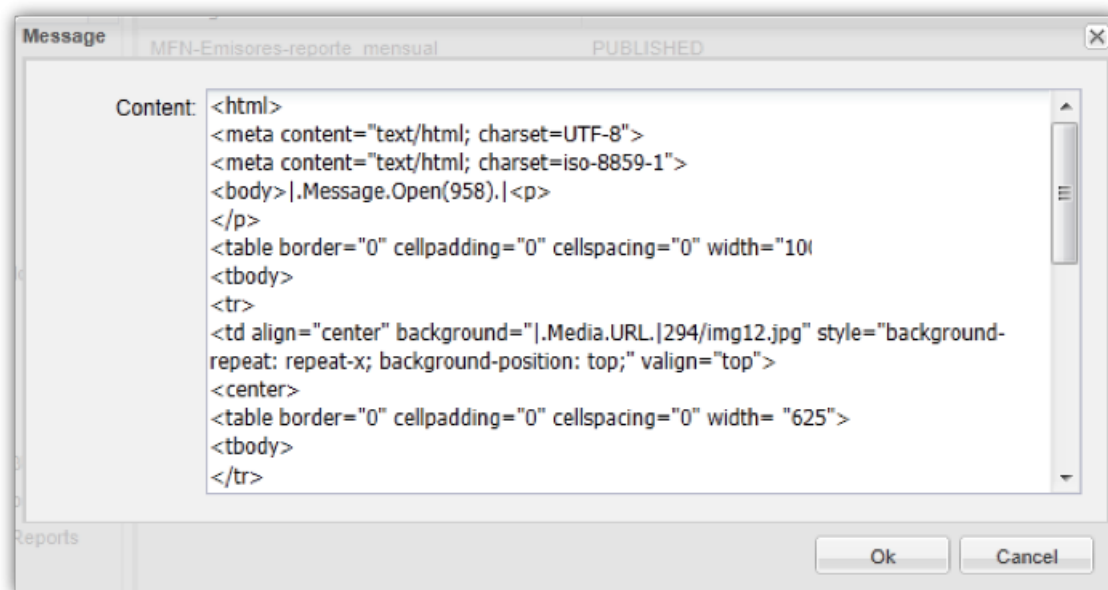 Message
MFN-Emisores-reporte_mensual PUBLISHED
Content:
<html>
<meta content="text/html; charset=UTF-8">
<meta content="text/html; charset=iso-8859-1">
<body>|.Message.Open(958).|<p>
</p>
<table border="0" cellpadding="0" cellspacing="0" width="100
<tbody>
<tr>
<td align="center" background="|.Media.URL.|294/img12.jpg" style="background-
repeat: repeat-x; background-position: top;" valign="top">
<center>
<table border="0" cellpadding="0" cellspacing="0" width= "625">
<tbody>
</tr>
Reports
Ok Cancel